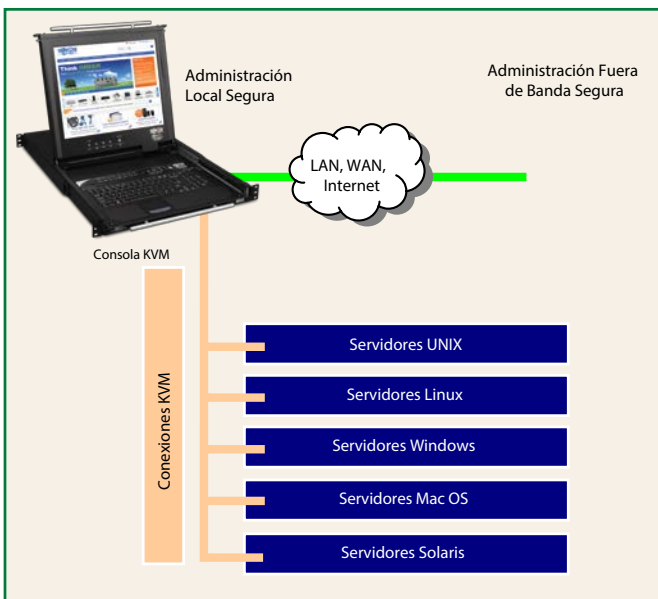 Administración
Local Segura
Administración Fuera
de Banda Segura
LAN, WAN,
Internet
Consola KVM
Conexiones KVM
Servidores UNIX
Servidores Linux
Servidores Windows
Servidores Mac OS
Servidores Solaris